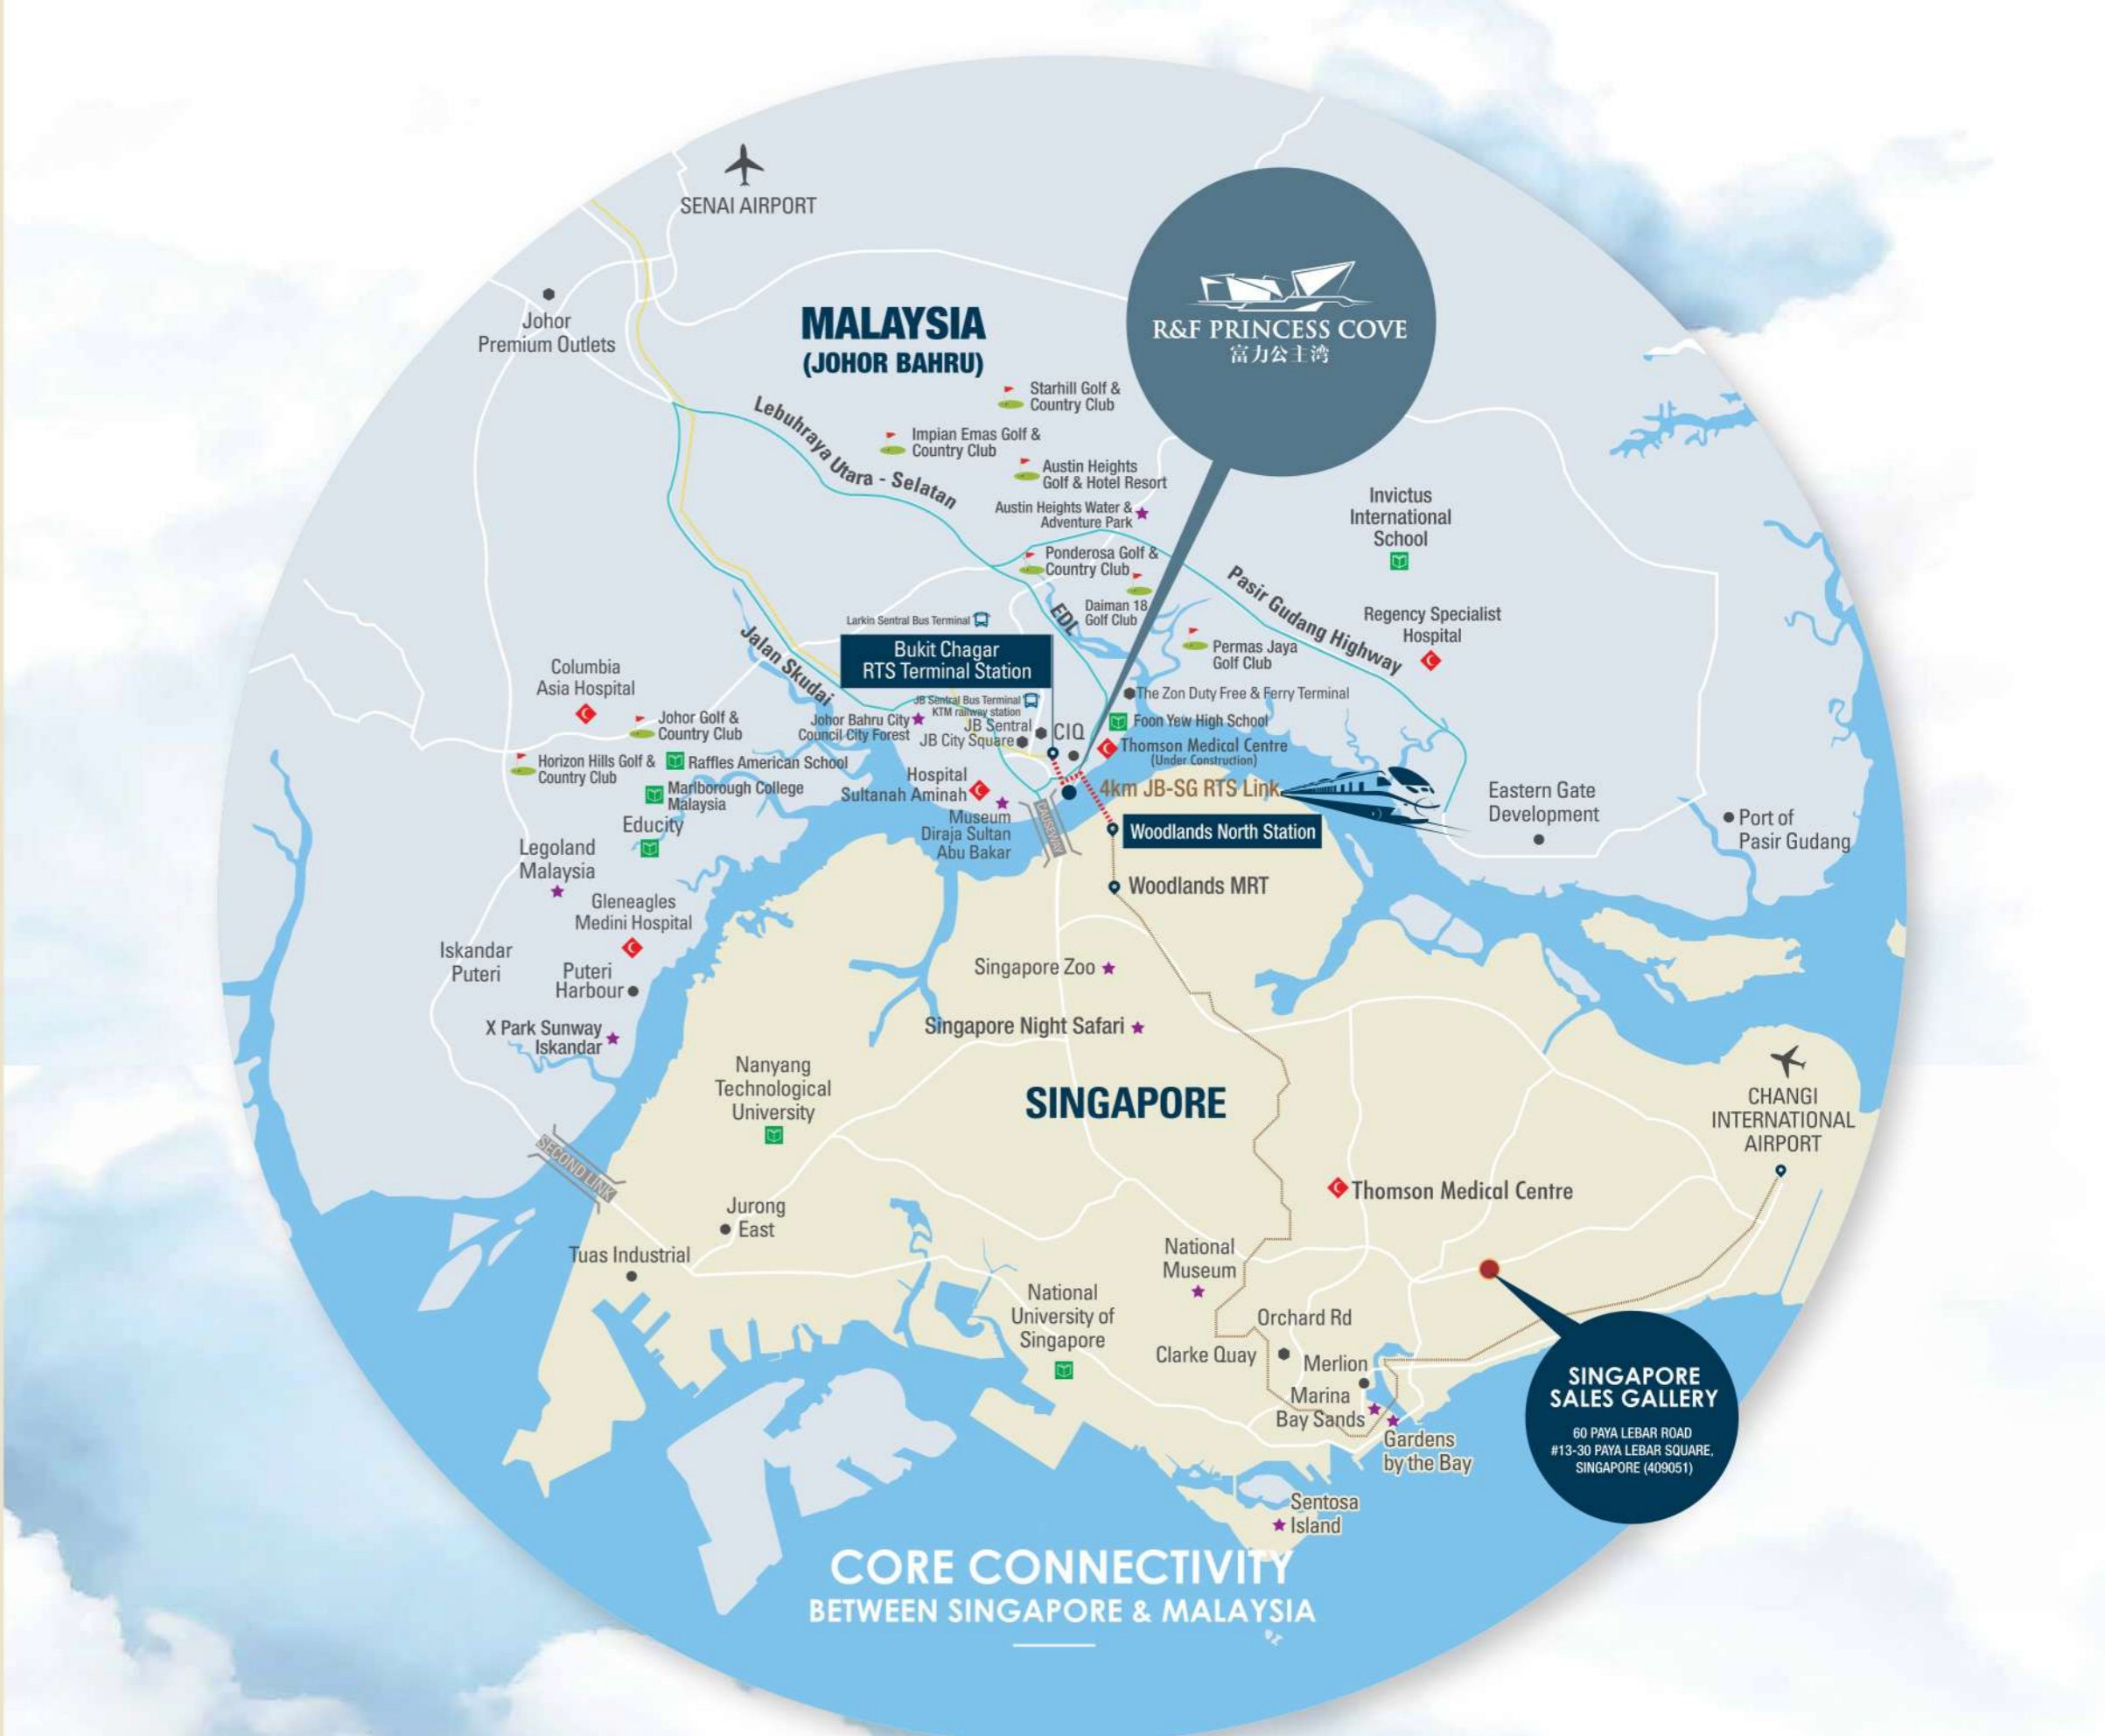 SENAI AIRPORT
Johor
Premium Outlets
MALAYSIA
(JOHOR BAHRU)
R&F PRINCESS COVE
富力公主湾
Starhill Golf &
Country Club
Lebuhraya Utara - Selatan
Impian Emas Golf &
Country Club
Austin Heights
Golf & Hotel Resort
Austin Heights Water &
Adventure Park
Invictus
International
School
Ponderosa Golf &
Country Club
EDL
Daiman 18
Golf Club
Pasir Gudang Highway
Regency Specialist
Hospital
Larkin Sentral Bus Terminal
Jalan Skudai
Bukit Chagar
RTS Terminal Station
Permas Jaya
Golf Club
Columbia
Asia Hospital
JB Sentral Bus Terminal
KTM railway station
The Zon Duty Free & Ferry Terminal
Johor Golf &
Country Club
Johor Bahru City
Council City Forest
JB Sentral
JB City Square
CIQ
Foon Yew High School
Thomson Medical Centre
(Under Construction)
Horizon Hills Golf &
Country Club
Raffles American School
Marlborough College
Malaysia
Hospital
Sultanah Aminah
4km JB-SG RTS Link
Eastern Gate
Development
Port of
Pasir Gudang
Educity
Museum
Diraja Sultan
Abu Bakar
CAUSEWAY
Woodlands North Station
Legoland
Malaysia
Woodlands MRT
Gleneagles
Medini Hospital
Iskandar
Puteri
Puteri
Harbour
Singapore Zoo
X Park Sunway
Iskandar
Singapore Night Safari
Nanyang
Technological
University
SINGAPORE
CHANGI
INTERNATIONAL
AIRPORT
SECOND LINK
Thomson Medical Centre
Jurong
East
Tuas Industrial
National
Museum
National
University of
Singapore
Orchard Rd
Clarke Quay
Merlion
Marina
Bay Sands
Gardens
by the Bay
SINGAPORE
SALES GALLERY
60 PAYA LEBAR ROAD
#13-30 PAYA LEBAR SQUARE,
SINGAPORE (409051)
Sentosa
Island
CORE CONNECTIVITY
BETWEEN SINGAPORE & MALAYSIA